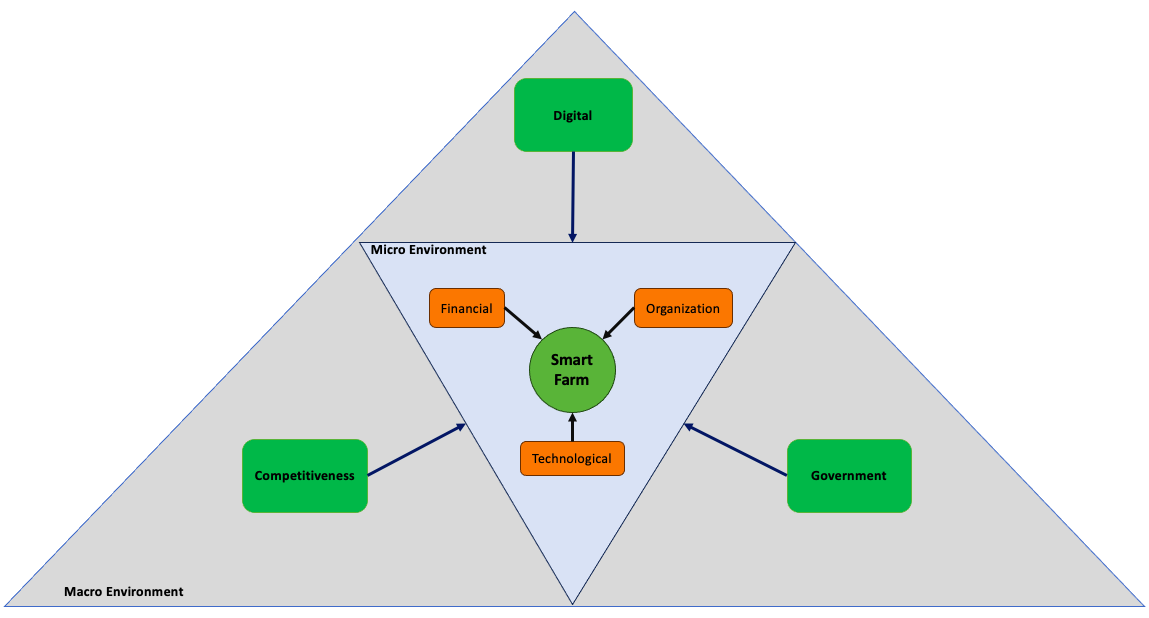 Digital
Micro Environment
Financial
Organization
Smart
Farm
Technological
Competitiveness
Government
Macro Environment